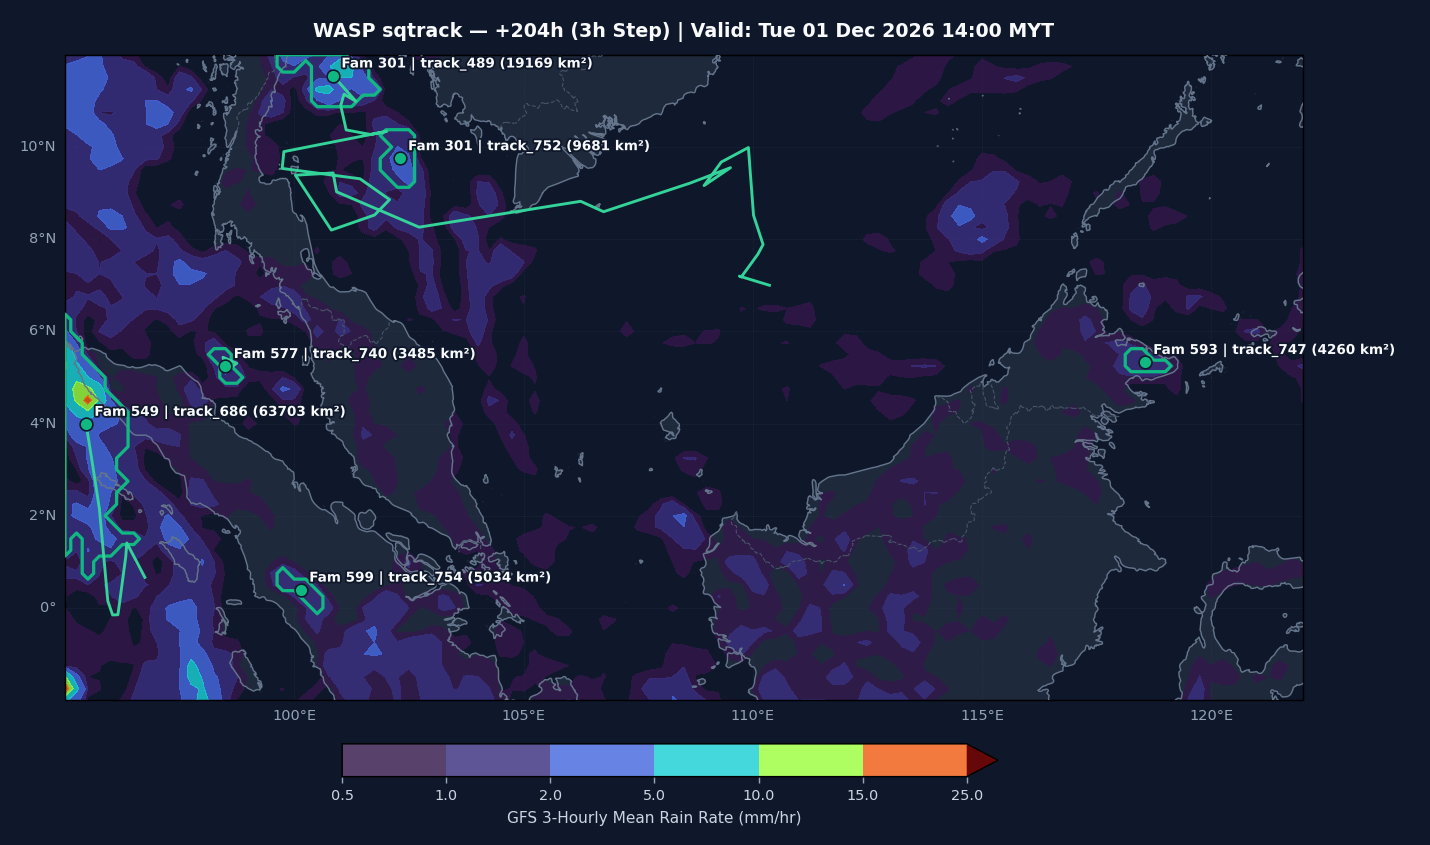 WASP sqtrack — +204h (3h Step) | Valid: Tue 01 Dec 2026 14:00 MYT
Fam 301 | track_489 (19169 km²)
10°N
Fam 301 | track_752 (9681 km²)
8°N
6°N
Fam 577 | track_740 (3485 km²)
Fam 593 | track_747 (4260 km²)
Fam 549 | track_686 (63703 km²)
4°N
2°N
Fam 599 | track_754 (5034 km²)
0°
100°E 105°E 110°E 115°E 120°E
0.5 1.0 2.0 5.0 10.0 15.0 25.0
GFS 3-Hourly Mean Rain Rate (mm/hr)